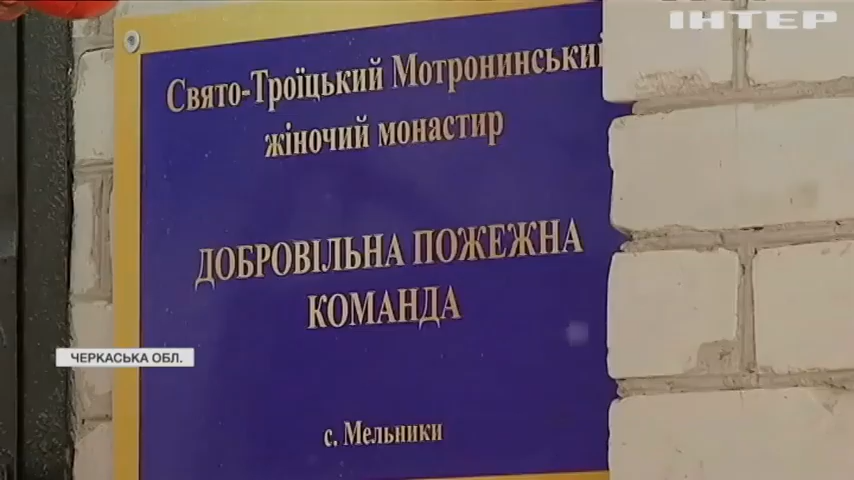 ІНТЕР
Свято-Троїцький Мотронинський
жіночий монастир
ДОБРОВІЛЬНА ПОЖЕЖНА
КОМАНДА
ЧЕРКАСЬКА ОБЛ.
с. Мельники